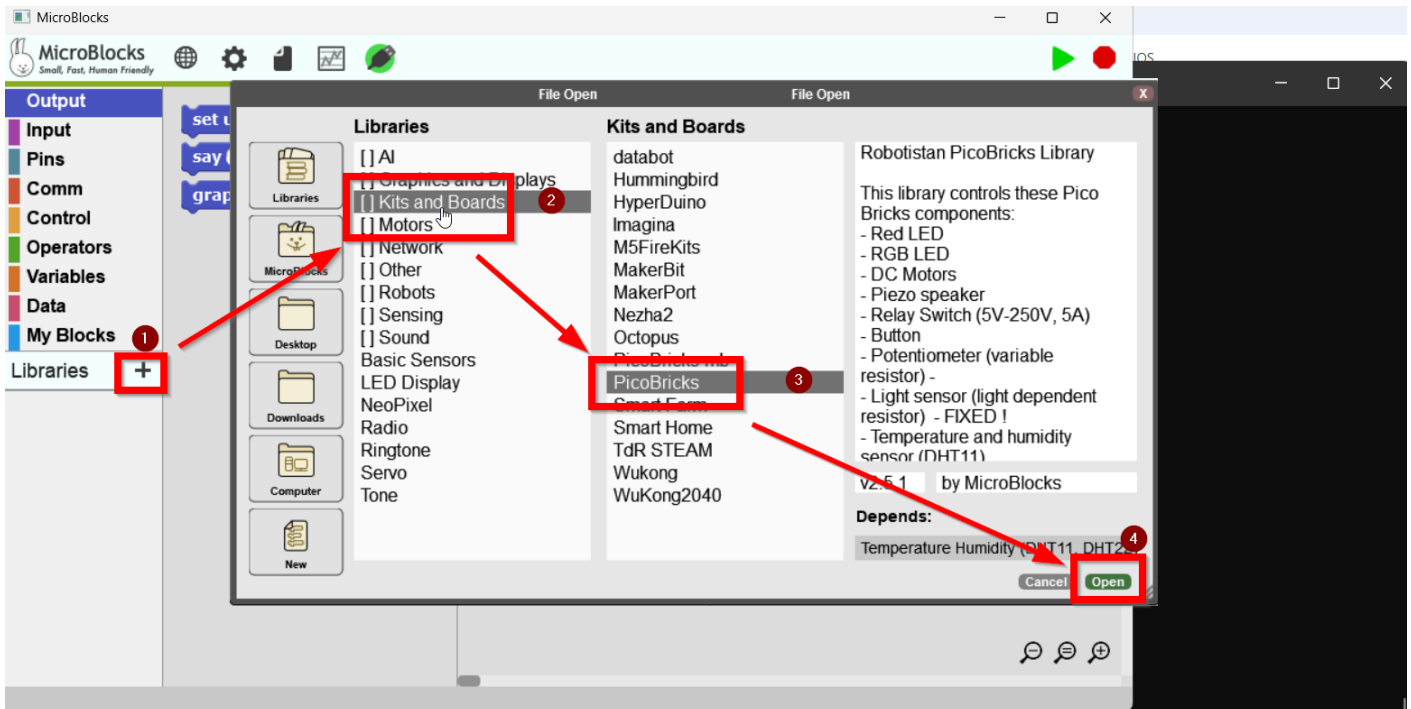 MicroBlocks
MicroBlocks
Small, Fast, Human Friendly
File Open
File Open
X
Output
Input
Pins
Comm
Control
Operators
Variables
Data
My Blocks
1
Libraries
+
set u
say (
grap
Libraries
MicroBlocks
Desktop
Downloads
Computer
New
Libraries
[ ] AI
[ ] Graphics and Displays
[ ] Kits and Boards
2
[ ] Motors
[ ] Network
[ ] Other
[ ] Robots
[ ] Sensing
[ ] Sound
Basic Sensors
LED Display
NeoPixel
Radio
Ringtone
Servo
Tone
Kits and Boards
databot
Hummingbird
HyperDuino
Imagina
M5FireKits
MakerBit
MakerPort
Nezha2
Octopus
PicoBricks-mb
PicoBricks
3
Smart Farm
Smart Home
TdR STEAM
Wukong
WuKong2040
Robotistan PicoBricks Library
This library controls these Pico
Bricks components:
- Red LED
- RGB LED
- DC Motors
- Piezo speaker
- Relay Switch (5V-250V, 5A)
- Button
- Potentiometer (variable
resistor) -
- Light sensor (light dependent
resistor)  - FIXED !
- Temperature and humidity
sensor (DHT11)
v2.5.1
by MicroBlocks
Depends:
Temperature Humidity (DHT11, DHT22
4
Cancel
Open